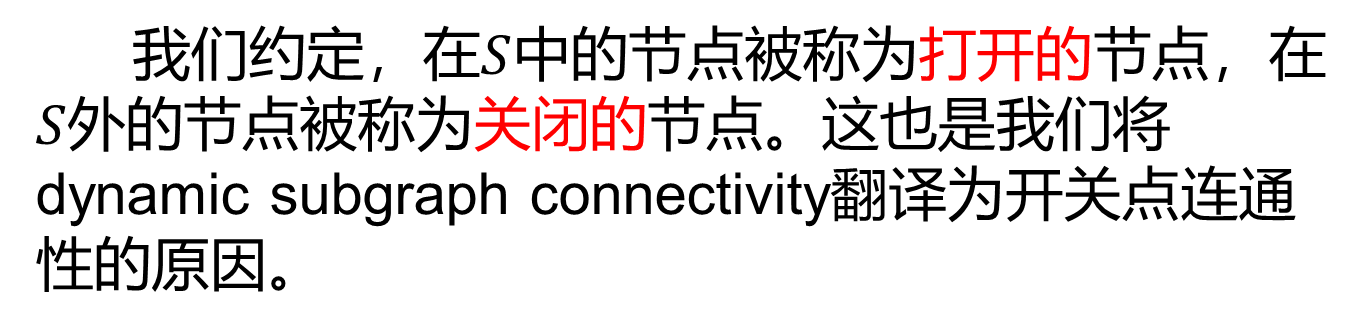 我们约定，在S中的节点被称为打开的节点，在
S外的节点被称为关闭的节点。这也是我们将
dynamic subgraph connectivity翻译为开关点连通
性的原因。